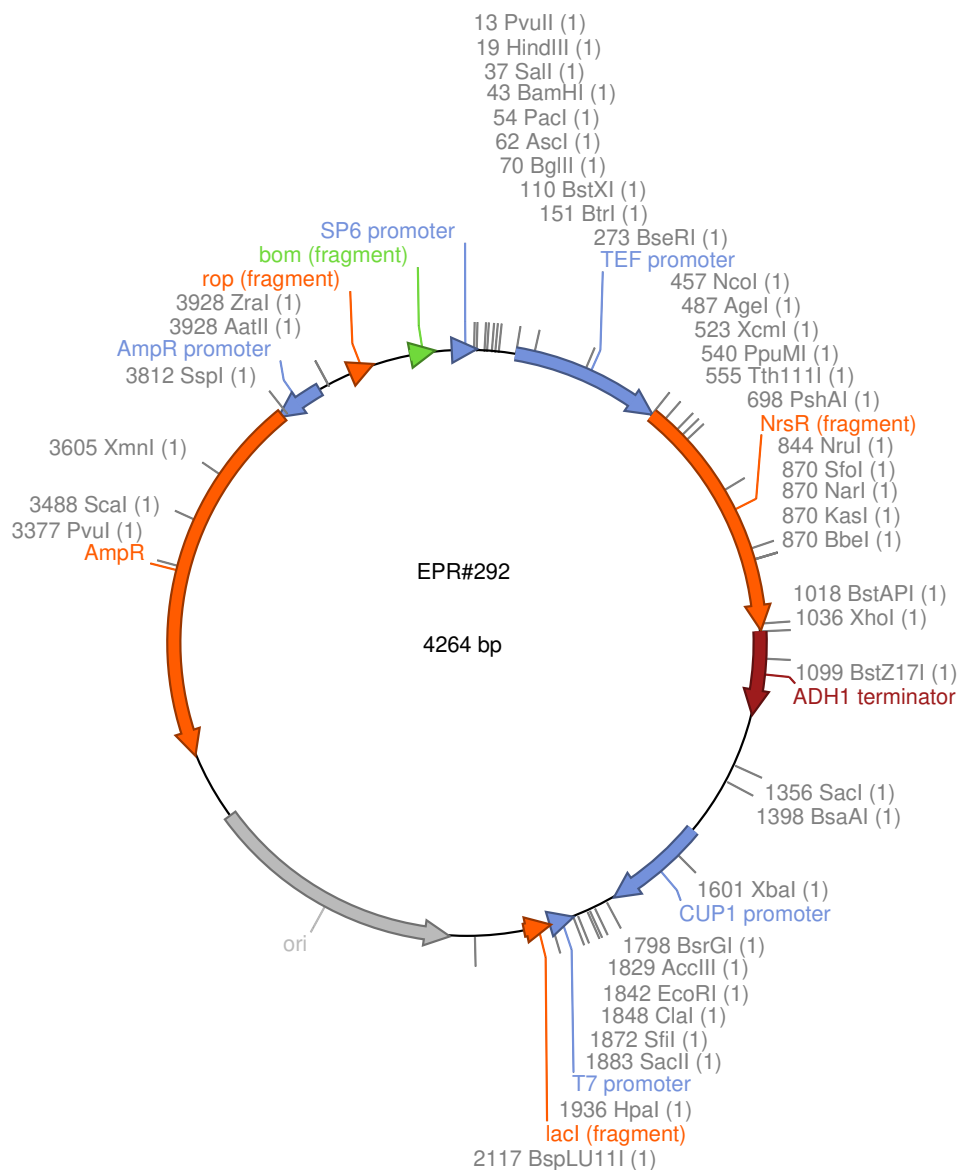 13 PvuII (1)
19 HindIII (1)
37 SalI (1)
43 BamHI (1)
54 PacI (1)
62 AscI (1)
70 BglII (1)
110 BstXI (1)
151 BtrI (1)
273 BseRI (1)
TEF promoter
457 NcoI (1)
487 AgeI (1)
523 XcmI (1)
540 PpuMI (1)
555 Tth111I (1)
698 PshAI (1)
NrsR (fragment)
844 NruI (1)
870 SfoI (1)
870 NarI (1)
870 KasI (1)
870 BbeI (1)
1018 BstAPI (1)
1036 XhoI (1)
1099 BstZ17I (1)
ADH1 terminator
1356 SacI (1)
1398 BsaAI (1)
1601 XbaI (1)
CUP1 promoter
1798 BsrGI (1)
1829 AccIII (1)
1842 EcoRI (1)
1848 ClaI (1)
1872 SfiI (1)
1883 SacII (1)
T7 promoter
1936 HpaI (1)
lacI (fragment)
2117 BspLU11I (1)
ori
AmpR
3377 PvuI (1)
3488 ScaI (1)
3605 XmnI (1)
3812 SspI (1)
AmpR promoter
3928 AatII (1)
3928 ZraI (1)
rop (fragment)
bom (fragment)
SP6 promoter
EPR#292
4264 bp